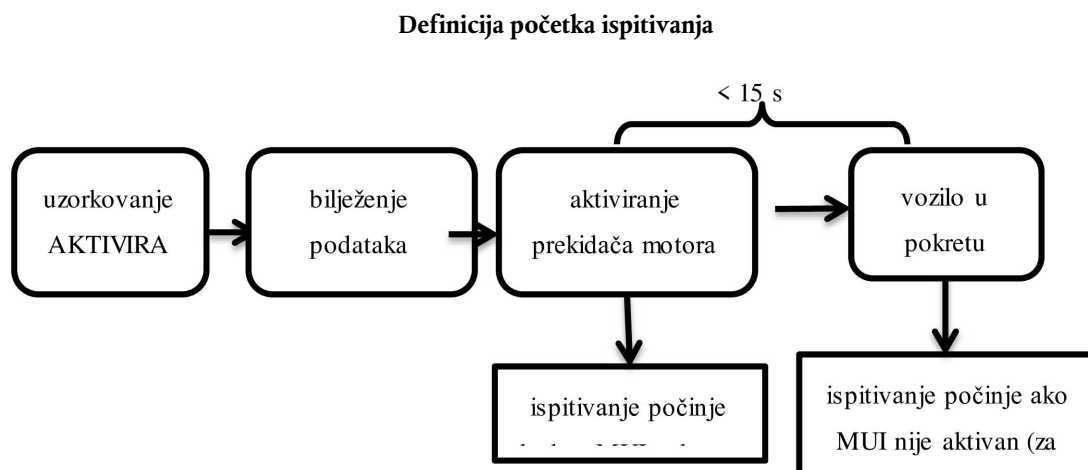 Definicija početka ispitivanja
< 15 s
uzorkovanje
AKTIVIRA
bilježenje
podataka
aktiviranje
prekidača motora
vozilo u
pokretu
ispitivanje počinje
ispitivanje počinje ako
MUI nije aktivan (za